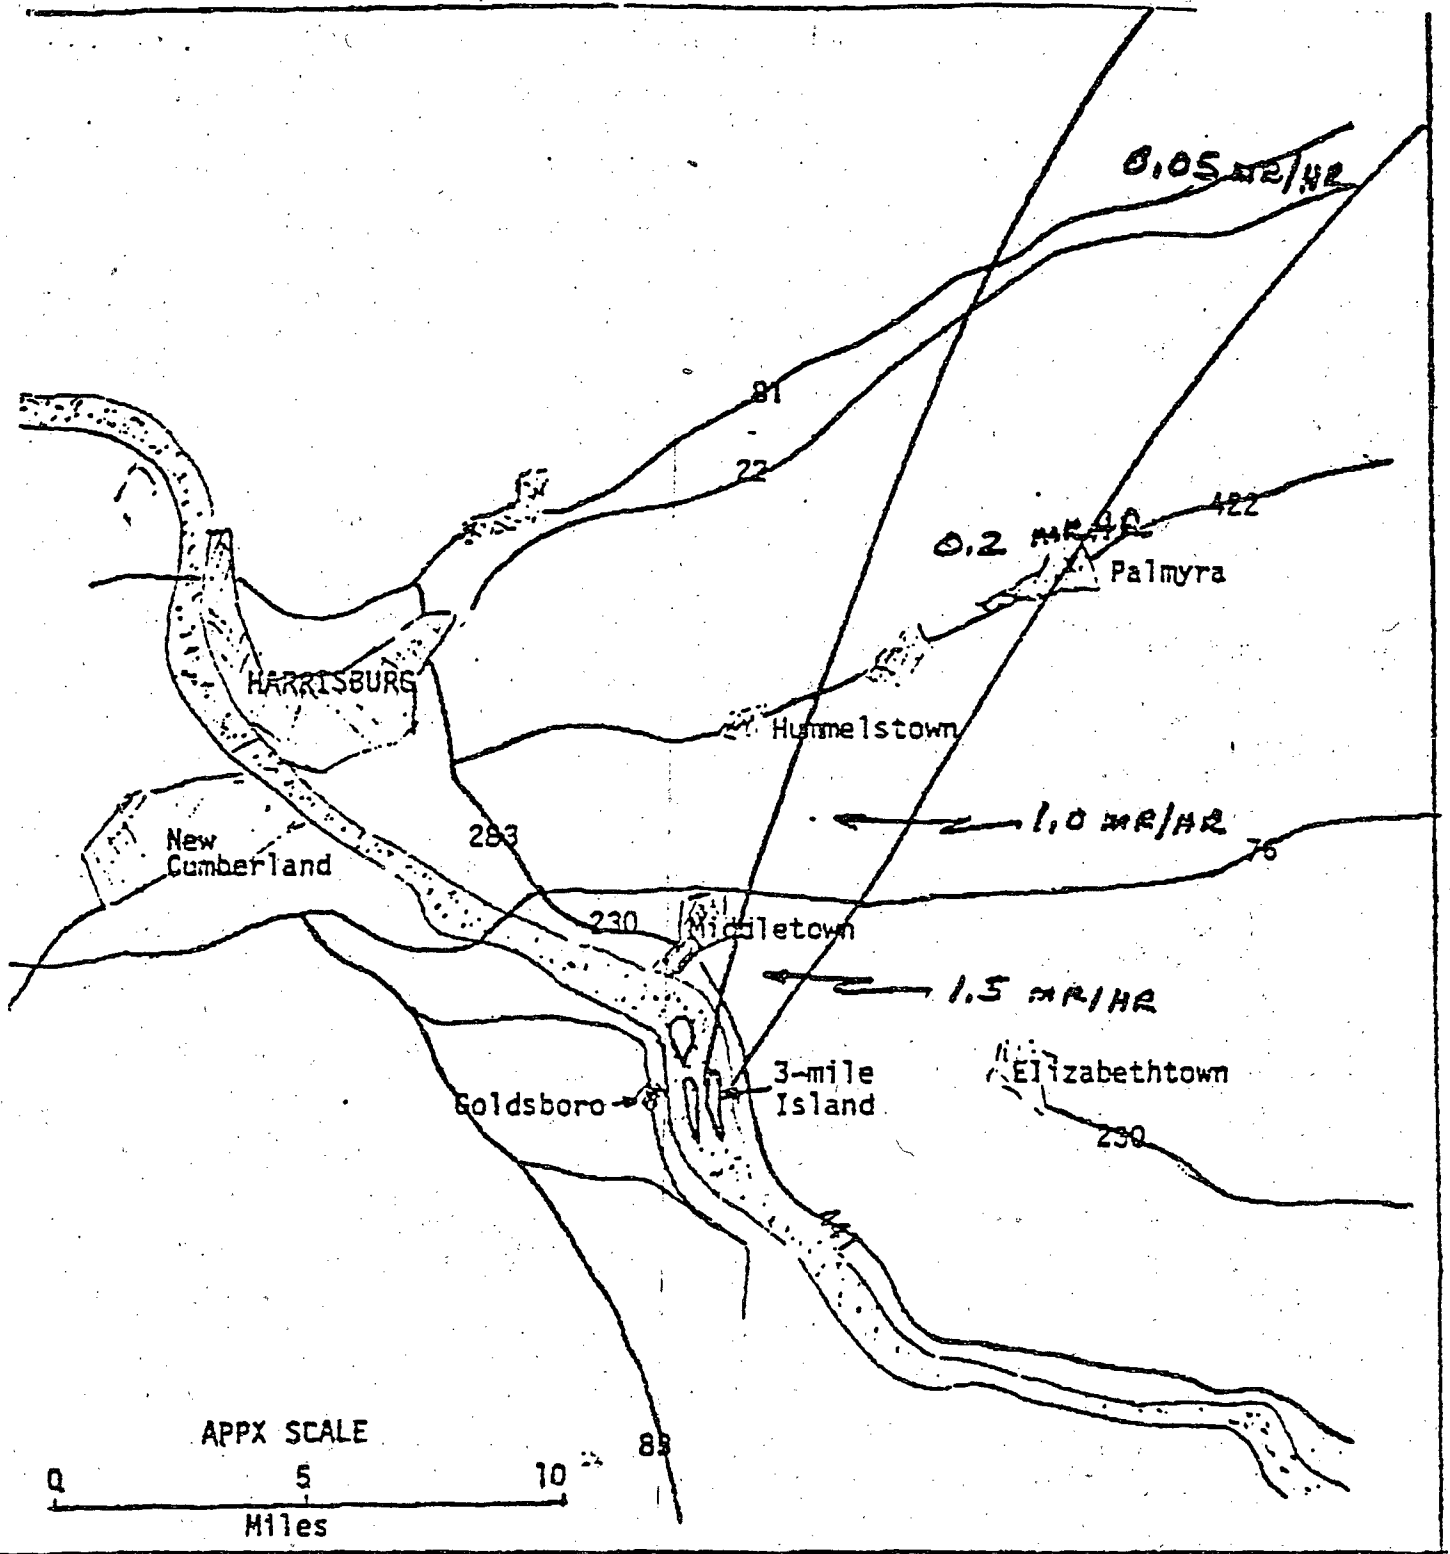 0.05 MR/HR
81
22
422
0.2 MR/HR
Palmyra
HARRISBURG
Hummelstown
1.0 MR/HR
283
76
New
Cumberland
230
Middletown
1.5 MR/HR
3-mile
Island
Elizabethtown
Goldsboro
230
APPX SCALE
83
0 5 10
Miles